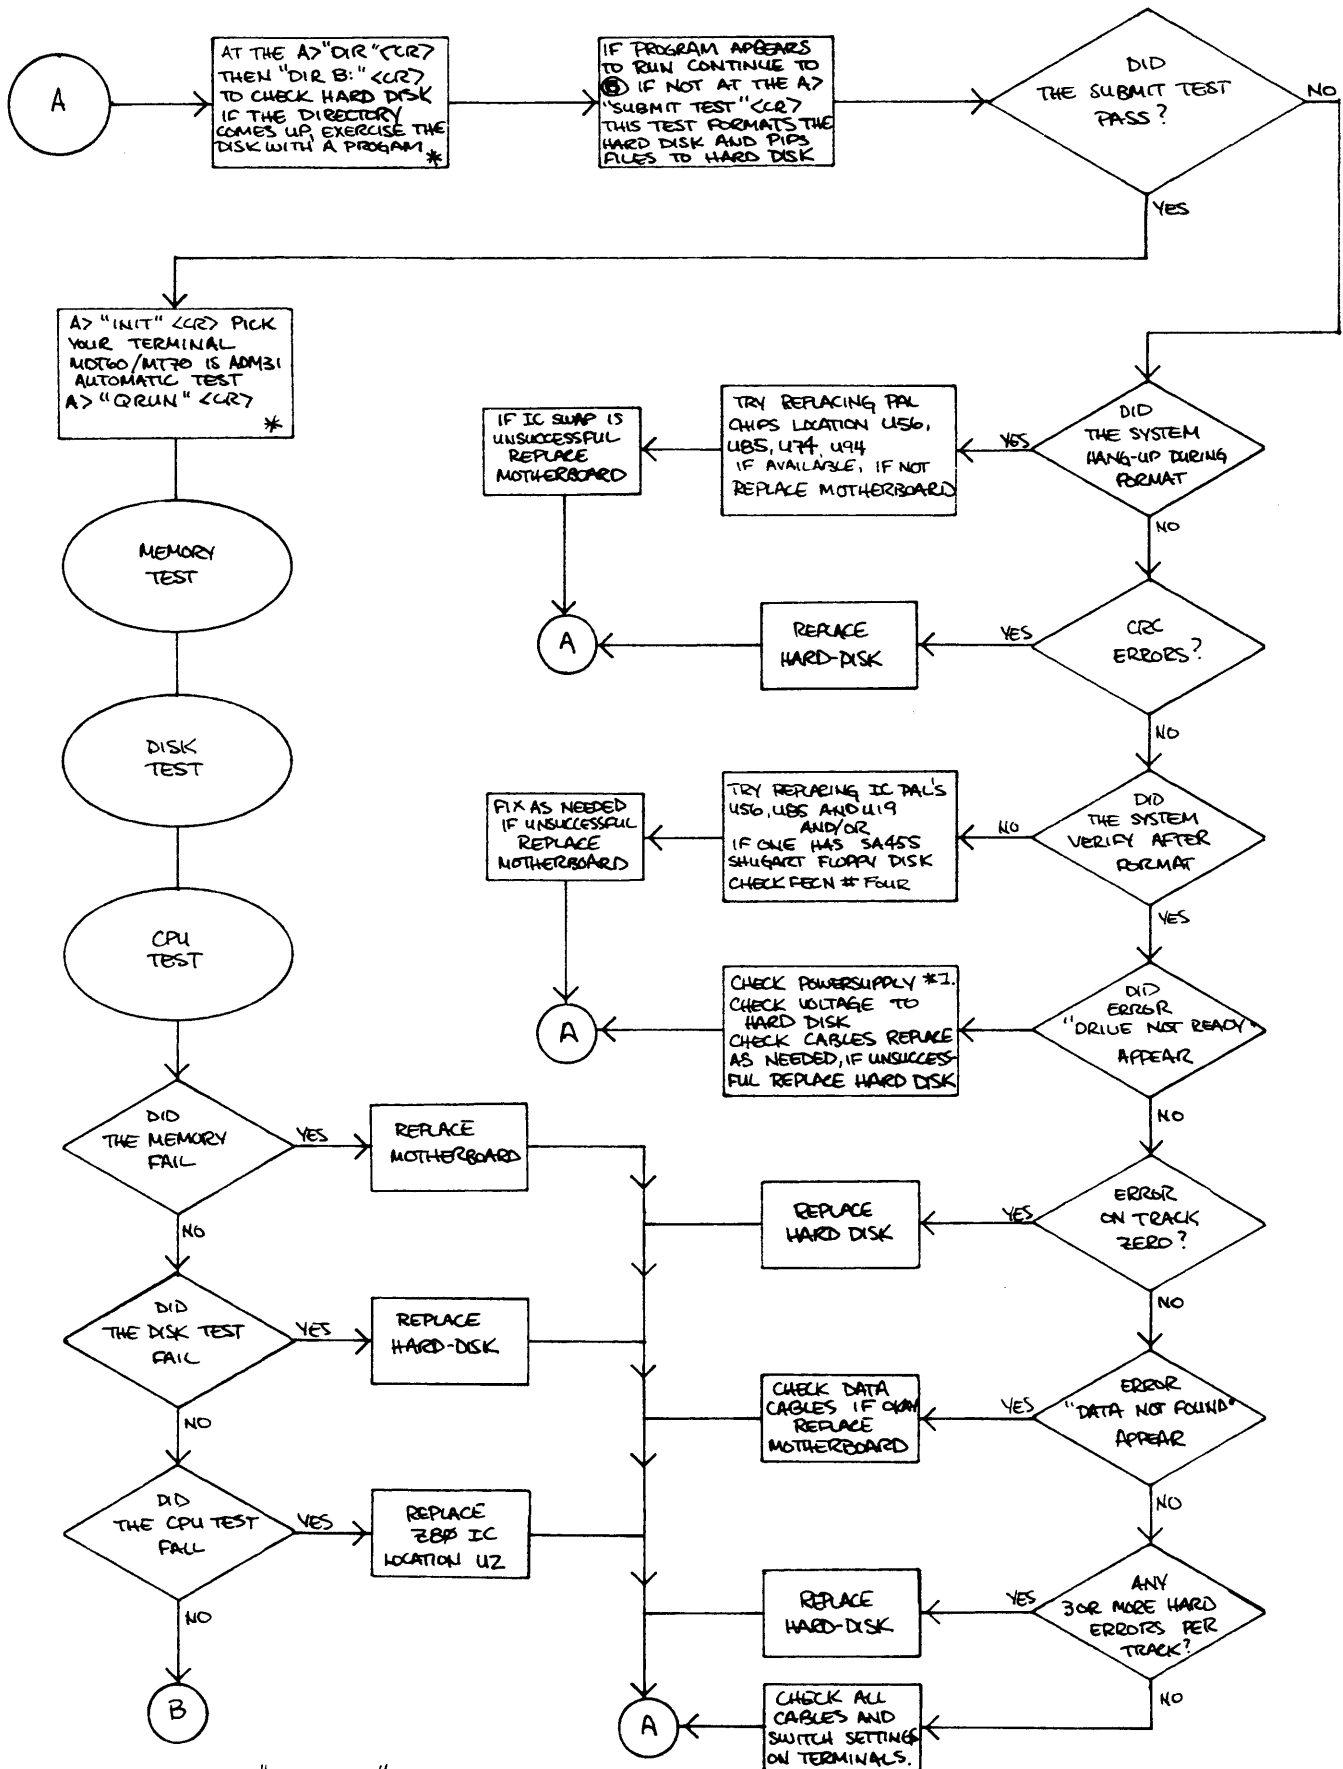 A
AT THE A>"DIR"<CR>
THEN "DIR B:"<CR>
TO CHECK HARD DISK
IF THE DIRECTORY
COMES UP, EXERCISE THE
DISK WITH A PROGAM *
IF PROGRAM APPEARS
TO RUN CONTINUE TO
B IF NOT AT THE A>
"SUBMIT TEST"<CR>
THIS TEST FORMATS THE
HARD DISK AND PIPS
FILES TO HARD DISK
DID
THE SUBMIT TEST
PASS?
NO
YES
A>"INIT"<CR> PICK
YOUR TERMINAL
MDT60/MT70 IS ADM31
AUTOMATIC TEST
A>"QRUN"<CR>
*
IF IC SWAP IS
UNSUCCESSFUL
REPLACE
MOTHERBOARD
TRY REPLACING PAL
CHIPS LOCATION U56,
U85, U74, U94
IF AVAILABLE, IF NOT
REPLACE MOTHERBOARD
YES
DID
THE SYSTEM
HANG-UP DURING
FORMAT
NO
MEMORY
TEST
A
REPLACE
HARD-DISK
YES
CRC
ERRORS?
NO
DISK
TEST
FIX AS NEEDED
IF UNSUCCESSFUL
REPLACE
MOTHERBOARD
TRY REPLACING IC PAL'S
U56, U85 AND U19
AND/OR
IF ONE HAS SA455
SHUGART FLOPPY DISK
CHECK FECN # FOUR
NO
DID
THE SYSTEM
VERIFY AFTER
FORMAT
YES
CPU
TEST
A
CHECK POWERSUPPLY *1.
CHECK VOLTAGE TO
HARD DISK
CHECK CABLES REPLACE
AS NEEDED, IF UNSUCCESS-
FUL REPLACE HARD DISK
DID
ERROR
"DRIVE NOT READY"
APPEAR
NO
DID
THE MEMORY
FAIL
YES
REPLACE
MOTHERBOARD
NO
REPLACE
HARD DISK
YES
ERROR
ON TRACK
ZERO?
NO
DID
THE DISK TEST
FAIL
YES
REPLACE
HARD-DISK
NO
CHECK DATA
CABLES IF OKAY
REPLACE
MOTHERBOARD
YES
ERROR
"DATA NOT FOUND"
APPEAR
NO
DID
THE CPU TEST
FAIL
YES
REPLACE
Z80 IC
LOCATION U2
NO
REPLACE
HARD-DISK
YES
ANY
3 OR MORE HARD
ERRORS PER
TRACK?
NO
B
A
CHECK ALL
CABLES AND
SWITCH SETTINGS
ON TERMINALS.